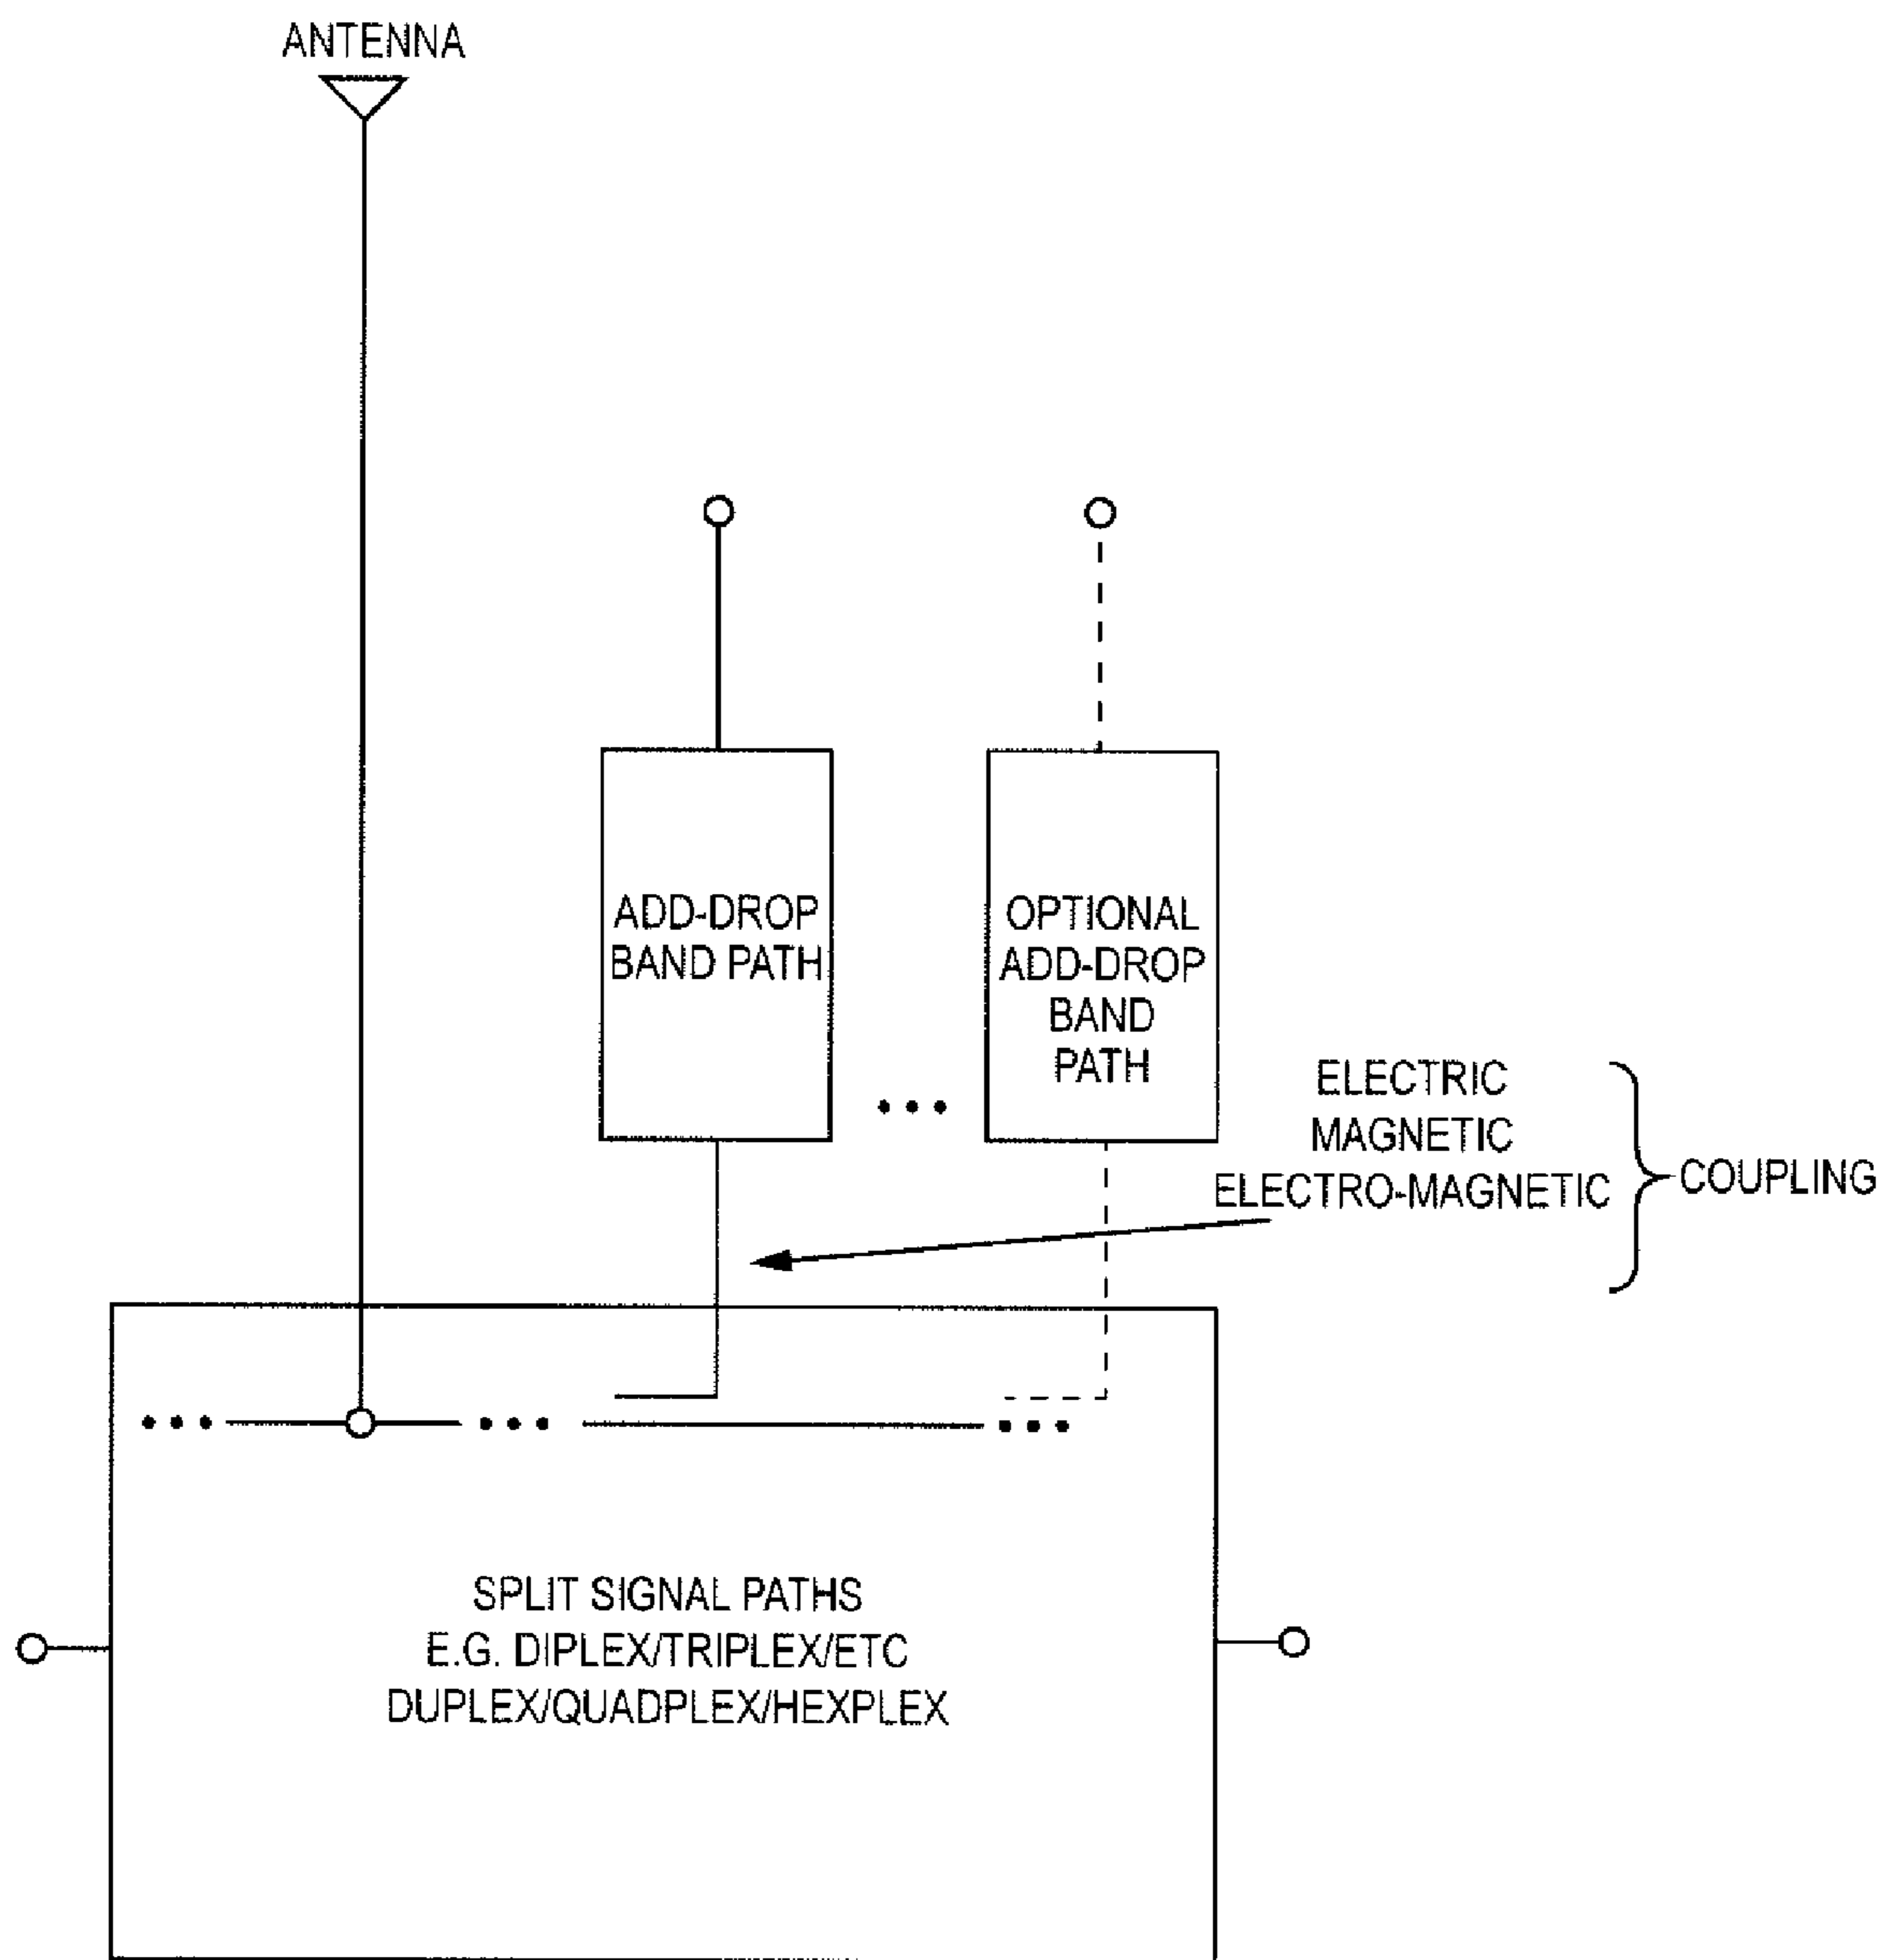 ANTENNA
ADD-DROP
BAND PATH
OPTIONAL
ADD-DROP
BAND
PATH
ELECTRIC
MAGNETIC
ELECTRO-MAGNETIC
COUPLING
SPLIT SIGNAL PATHS
E.G. DIPLEX/TRIPLEX/ETC
DUPLEX/QUADPLEX/HEXPLEX